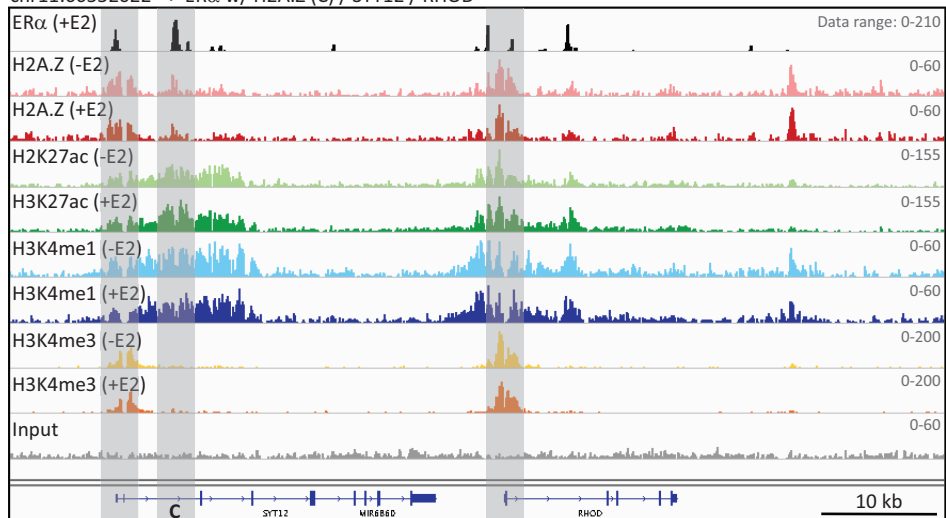 ERα (+E2)
Data range: 0-210
H2A.Z (-E2)
0-60
H2A.Z (+E2)
0-60
H2K27ac (-E2)
0-155
H3K27ac (+E2)
0-155
H3K4me1 (-E2)
0-60
H3K4me1 (+E2)
0-60
H3K4me3 (-E2)
0-200
H3K4me3 (+E2)
0-200
Input
0-60
C
SYT12
MIR6860
RHOD
10 kb